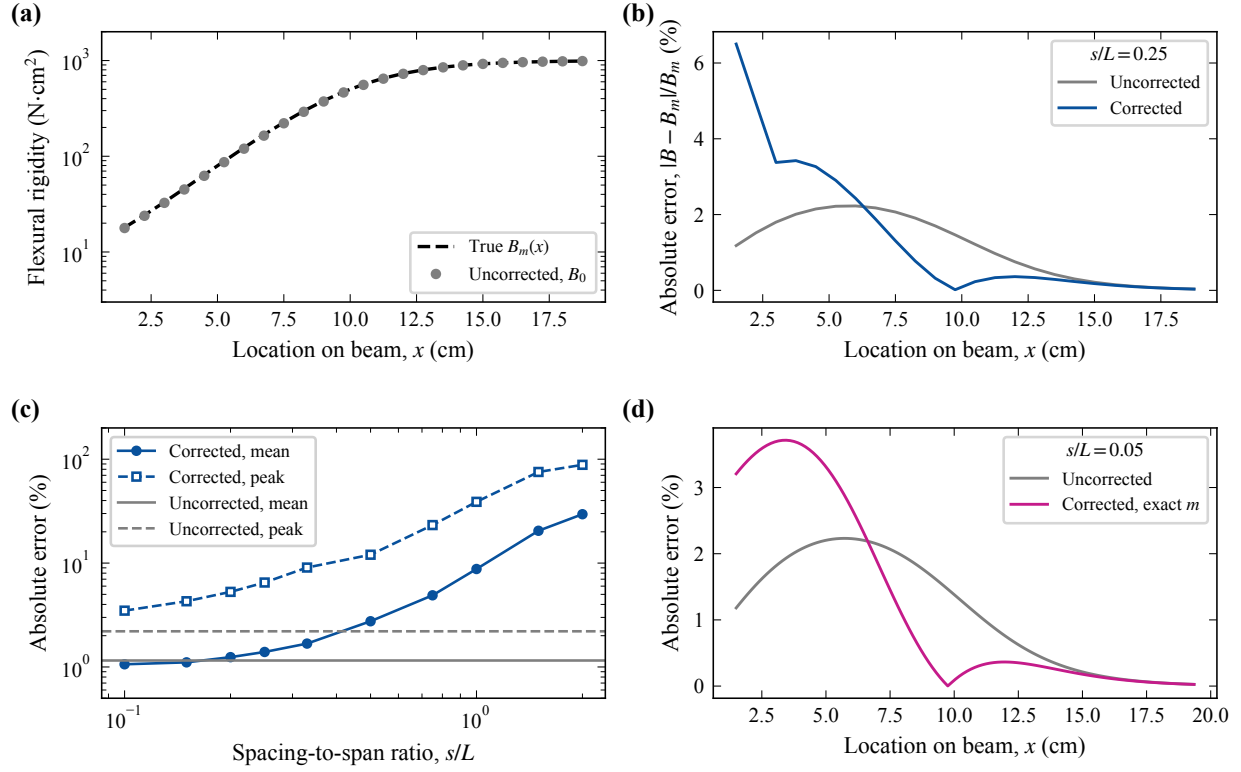 (a)
Flexural rigidity (N·cm²)
10³
10²
10¹
2.5 5.0 7.5 10.0 12.5 15.0 17.5
Location on beam, x (cm)
True Bₘ(x)
Uncorrected, B₀
(b)
Absolute error, |B − Bₘ|/Bₘ (%)
6
4
2
0
2.5 5.0 7.5 10.0 12.5 15.0 17.5
Location on beam, x (cm)
s/L = 0.25
Uncorrected
Corrected
(c)
Absolute error (%)
10²
10¹
10⁰
10⁻¹ 10⁰
Spacing-to-span ratio, s/L
Corrected, mean
Corrected, peak
Uncorrected, mean
Uncorrected, peak
(d)
Absolute error (%)
3
2
1
0
2.5 5.0 7.5 10.0 12.5 15.0 17.5 20.0
Location on beam, x (cm)
s/L = 0.05
Uncorrected
Corrected, exact m